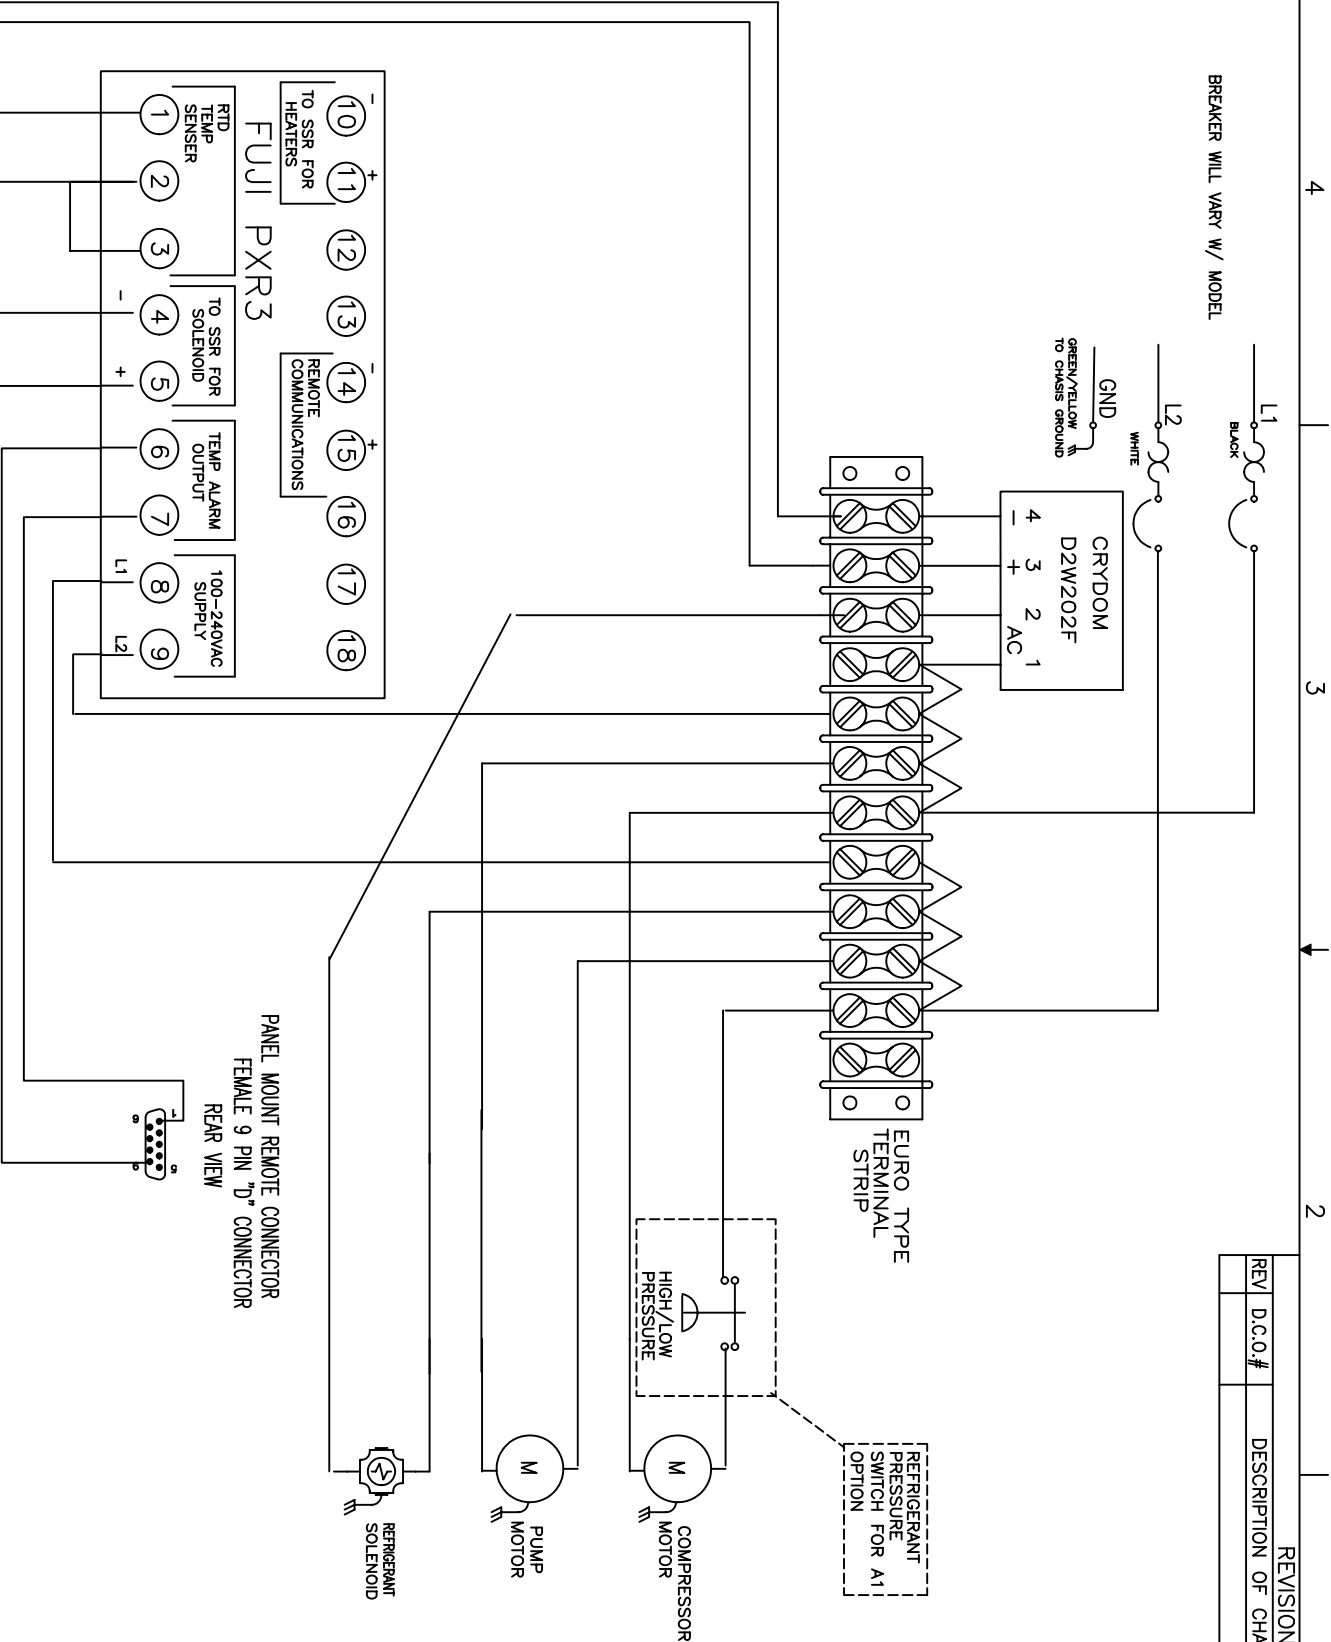 4
3
2
REVISION
REV
D.C.O.#
DESCRIPTION OF CHA
BREAKER WILL VARY W/ MODEL
L1
BLACK
L2
WHITE
GND
GREEN/YELLOW
TO CHASIS GROUND
CRYDOM
D2W202F
4
3
2
1
−
+
AC
EURO TYPE
TERMINAL
STRIP
REFRIGERANT
PRESSURE
SWITCH FOR A1
OPTION
HIGH/LOW
PRESSURE
COMPRESSOR
MOTOR
M
PUMP
MOTOR
M
REFRIGERANT
SOLENOID
-
+
-
+
10
11
12
13
14
15
16
17
18
TO SSR FOR
HEATERS
REMOTE
COMMUNICATIONS
FUJI PXR3
RTD
TEMP
SENSER
TO SSR FOR
SOLENOID
TEMP ALARM
OUTPUT
100-240VAC
SUPPLY
1
2
3
4
5
6
7
8
9
-
+
L1
L2
PANEL MOUNT REMOTE CONNECTOR
FEMALE 9 PIN "D" CONNECTOR
REAR VIEW
1
5
6
9